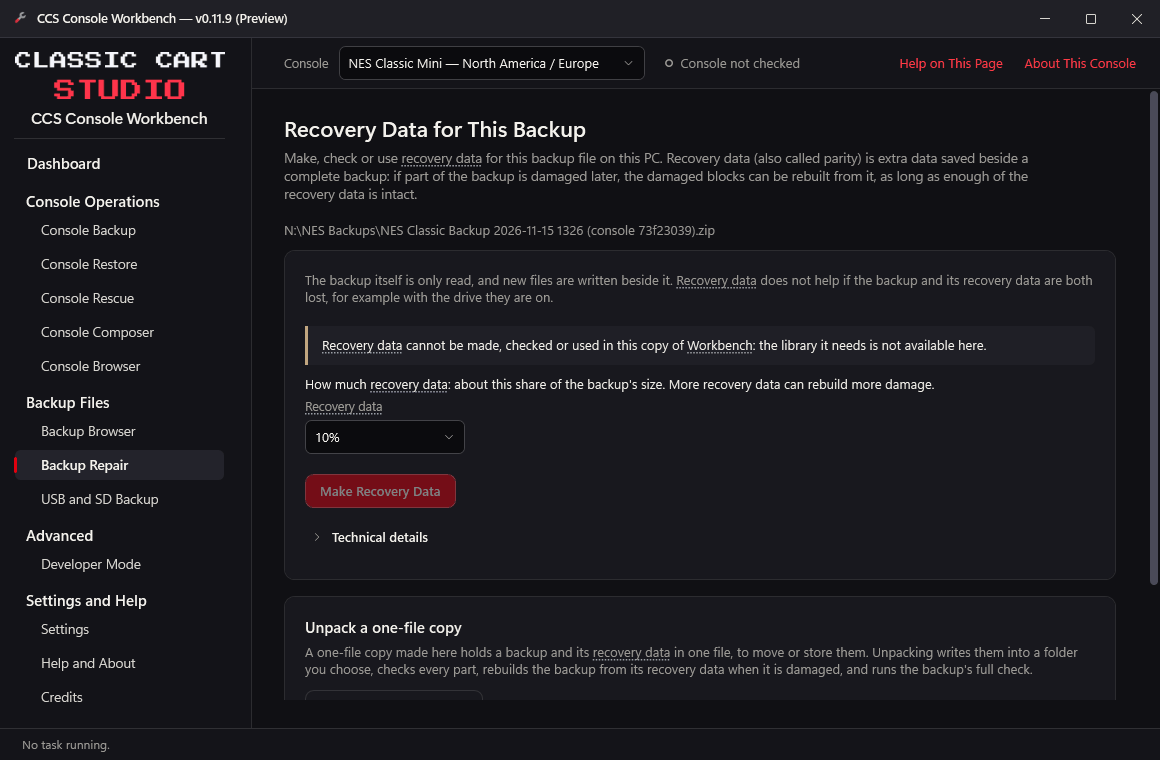 CCS Console Workbench — v0.11.9 (Preview)
CLASSIC CART
STUDIO
CCS Console Workbench
Dashboard
Console Operations
Console Backup
Console Restore
Console Rescue
Console Composer
Console Browser
Backup Files
Backup Browser
Backup Repair
USB and SD Backup
Advanced
Developer Mode
Settings and Help
Settings
Help and About
Credits
Console
NES Classic Mini — North America / Europe
Console not checked
Help on This Page
About This Console
Recovery Data for This Backup
Make, check or use recovery data for this backup file on this PC. Recovery data (also called parity) is extra data saved beside a
complete backup: if part of the backup is damaged later, the damaged blocks can be rebuilt from it, as long as enough of the
recovery data is intact.
N:\NES Backups\NES Classic Backup 2026-11-15 1326 (console 73f23039).zip
The backup itself is only read, and new files are written beside it. Recovery data does not help if the backup and its recovery data are both
lost, for example with the drive they are on.
Recovery data cannot be made, checked or used in this copy of Workbench: the library it needs is not available here.
How much recovery data: about this share of the backup's size. More recovery data can rebuild more damage.
Recovery data
10%
Make Recovery Data
Technical details
Unpack a one-file copy
A one-file copy made here holds a backup and its recovery data in one file, to move or store them. Unpacking writes them into a folder
you choose, checks every part, rebuilds the backup from its recovery data when it is damaged, and runs the backup's full check.
No task running.